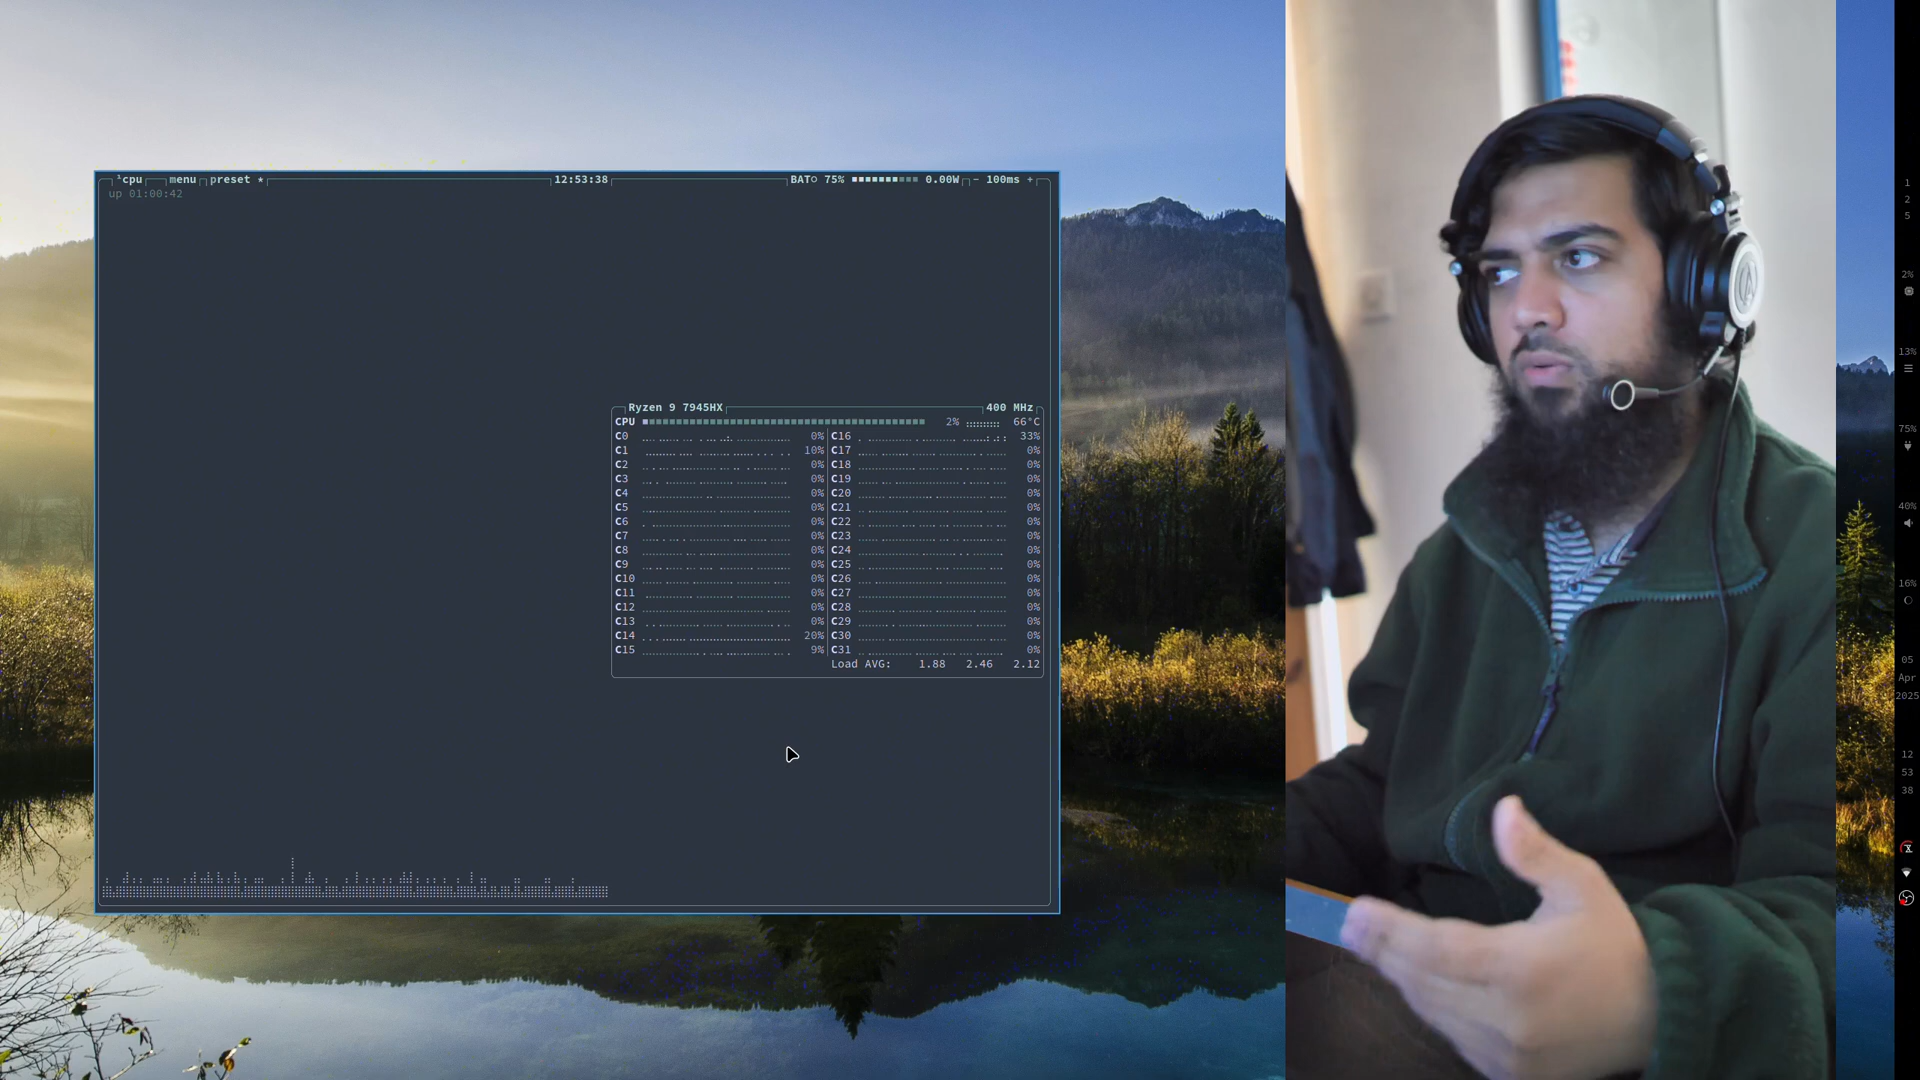 ¹cpu menu preset * 12:53:38 BAT○ 75% 0.00W - 100ms +
up 01:00:42
Ryzen 9 7945HX 400 MHz
CPU 2% 66°C
C0 0% C16 33%
C1 10% C17 0%
C2 0% C18 0%
C3 0% C19 0%
C4 0% C20 0%
C5 0% C21 0%
C6 0% C22 0%
C7 0% C23 0%
C8 0% C24 0%
C9 0% C25 0%
C10 0% C26 0%
C11 0% C27 0%
C12 0% C28 0%
C13 0% C29 0%
C14 20% C30 0%
C15 9% C31 0%
Load AVG: 1.88 2.46 2.12
1
2
5
2%
13%
75%
40%
16%
05
Apr
2025
12
53
38